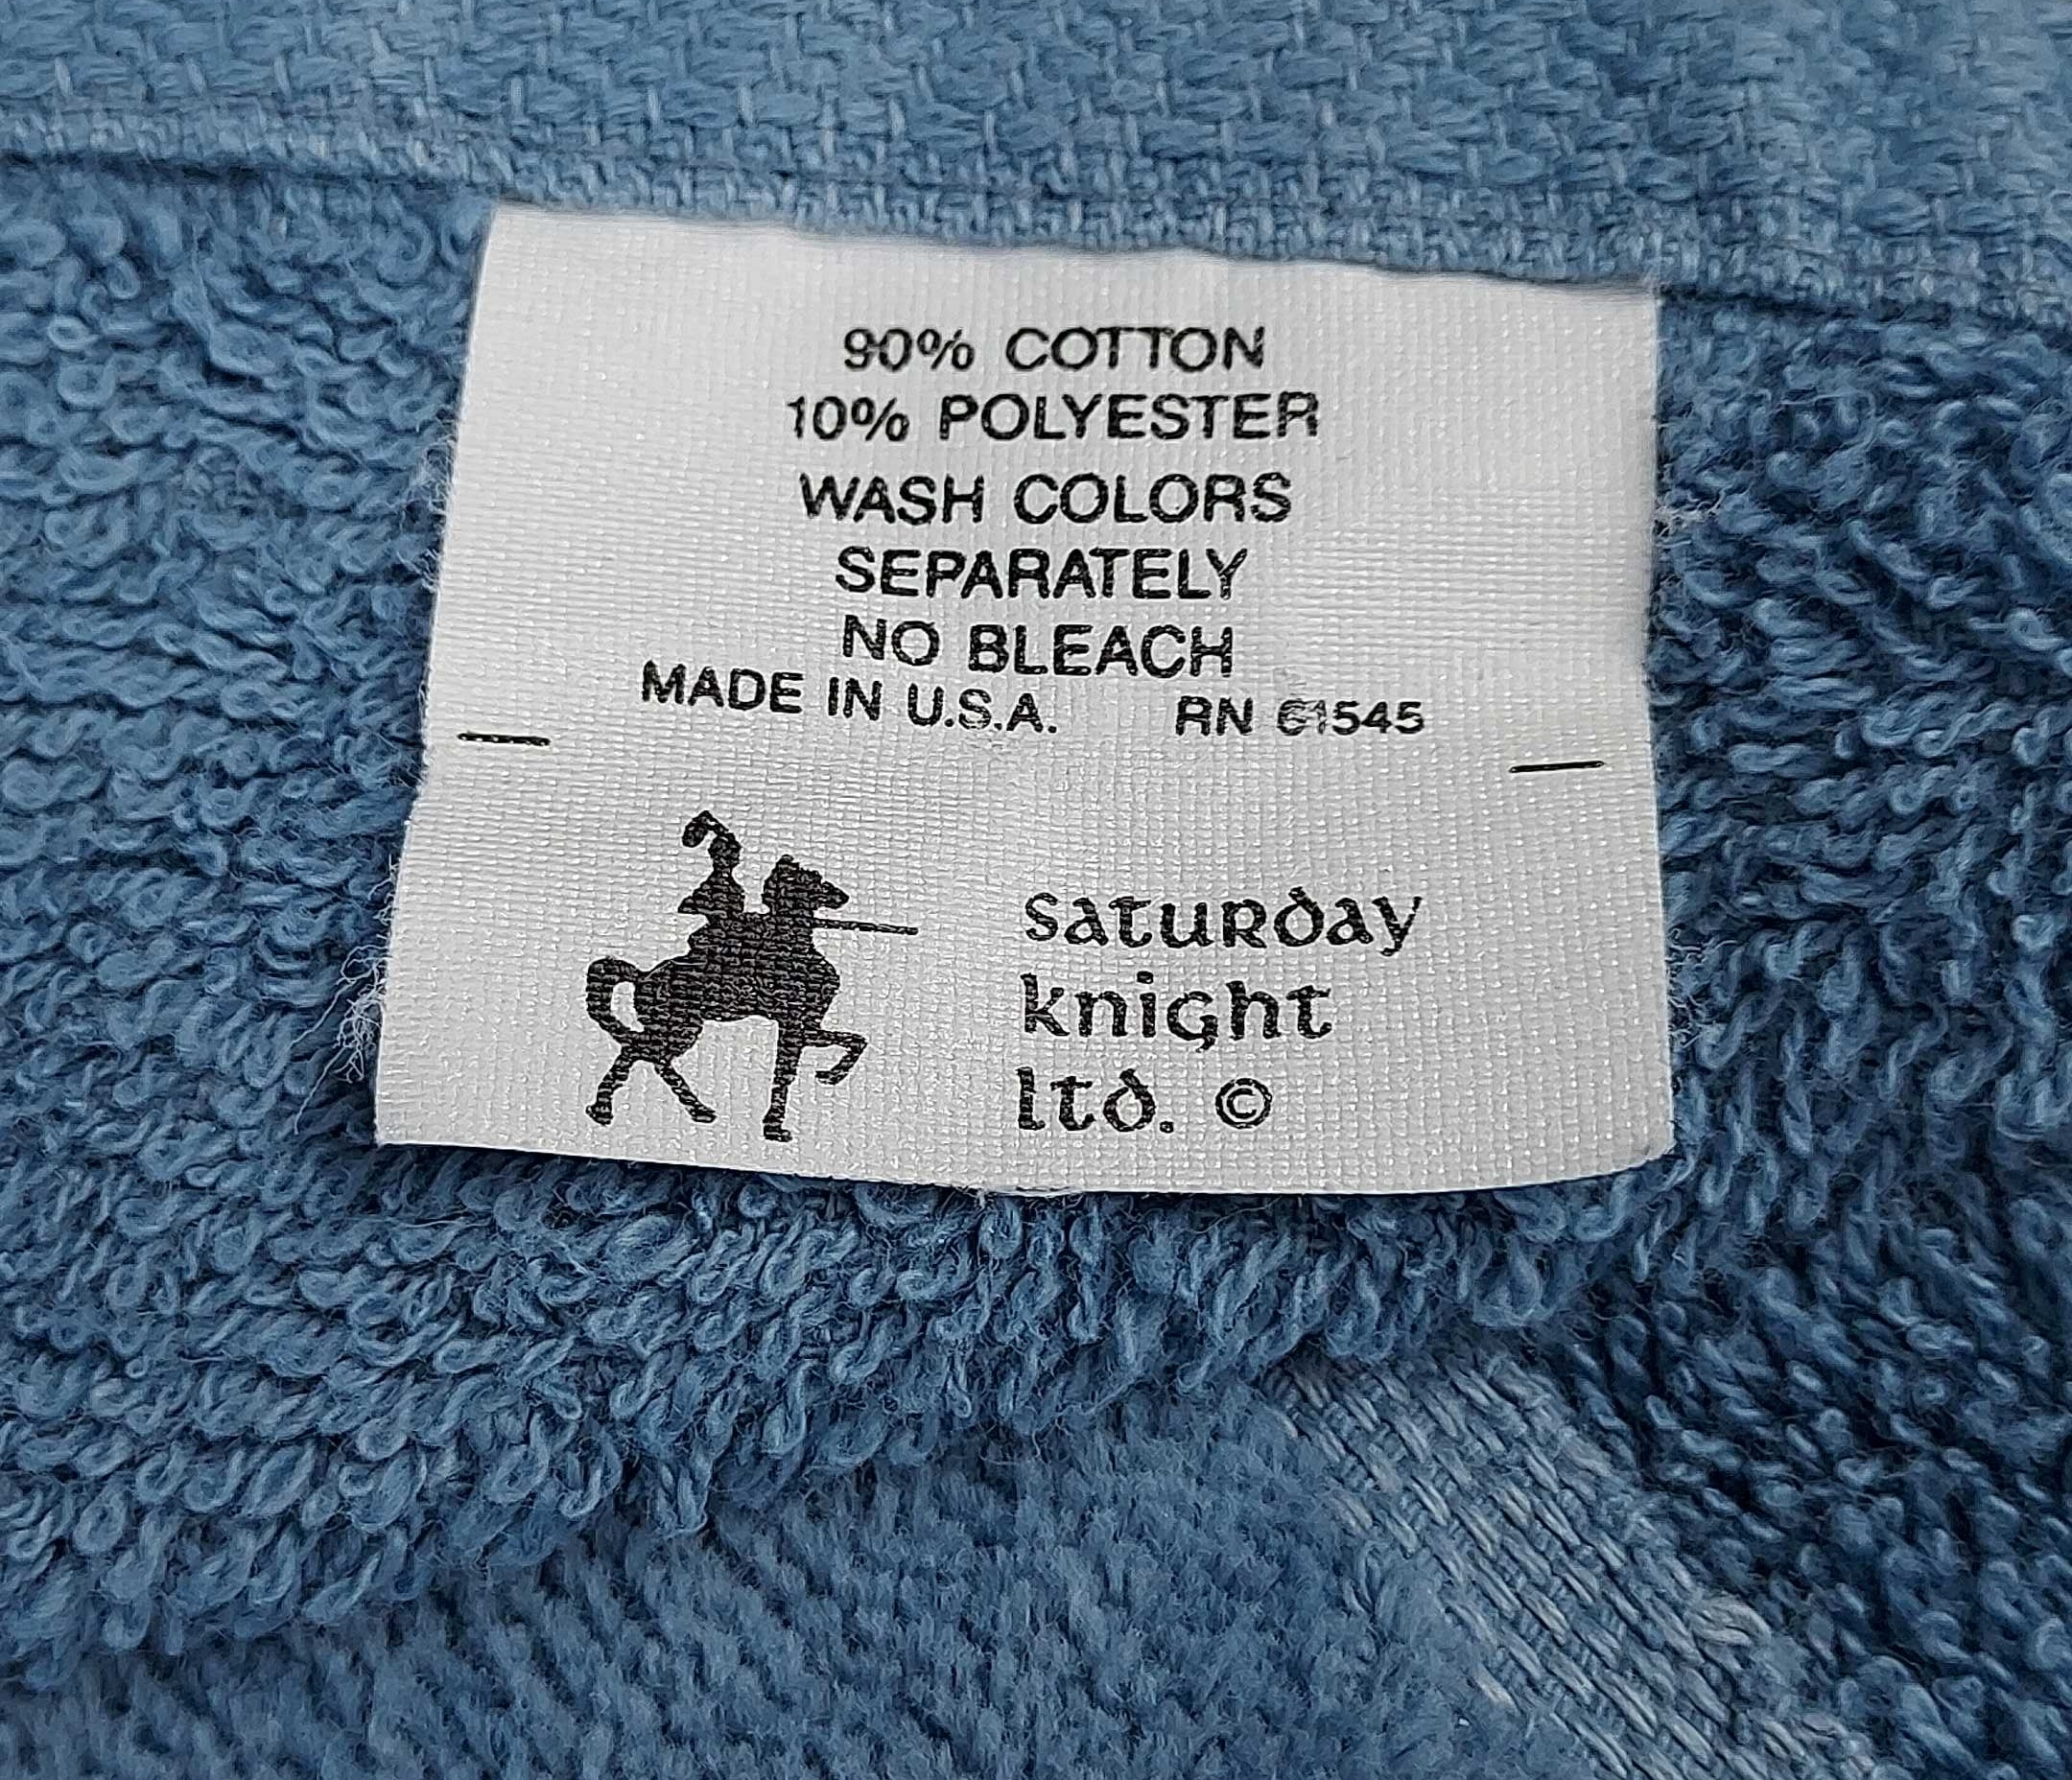 90% COTTON
10% POLYESTER
WASH COLORS
SEPARATELY
NO BLEACH
MADE IN U.S.A. RN 61545
saturday
knight
ltd. ©